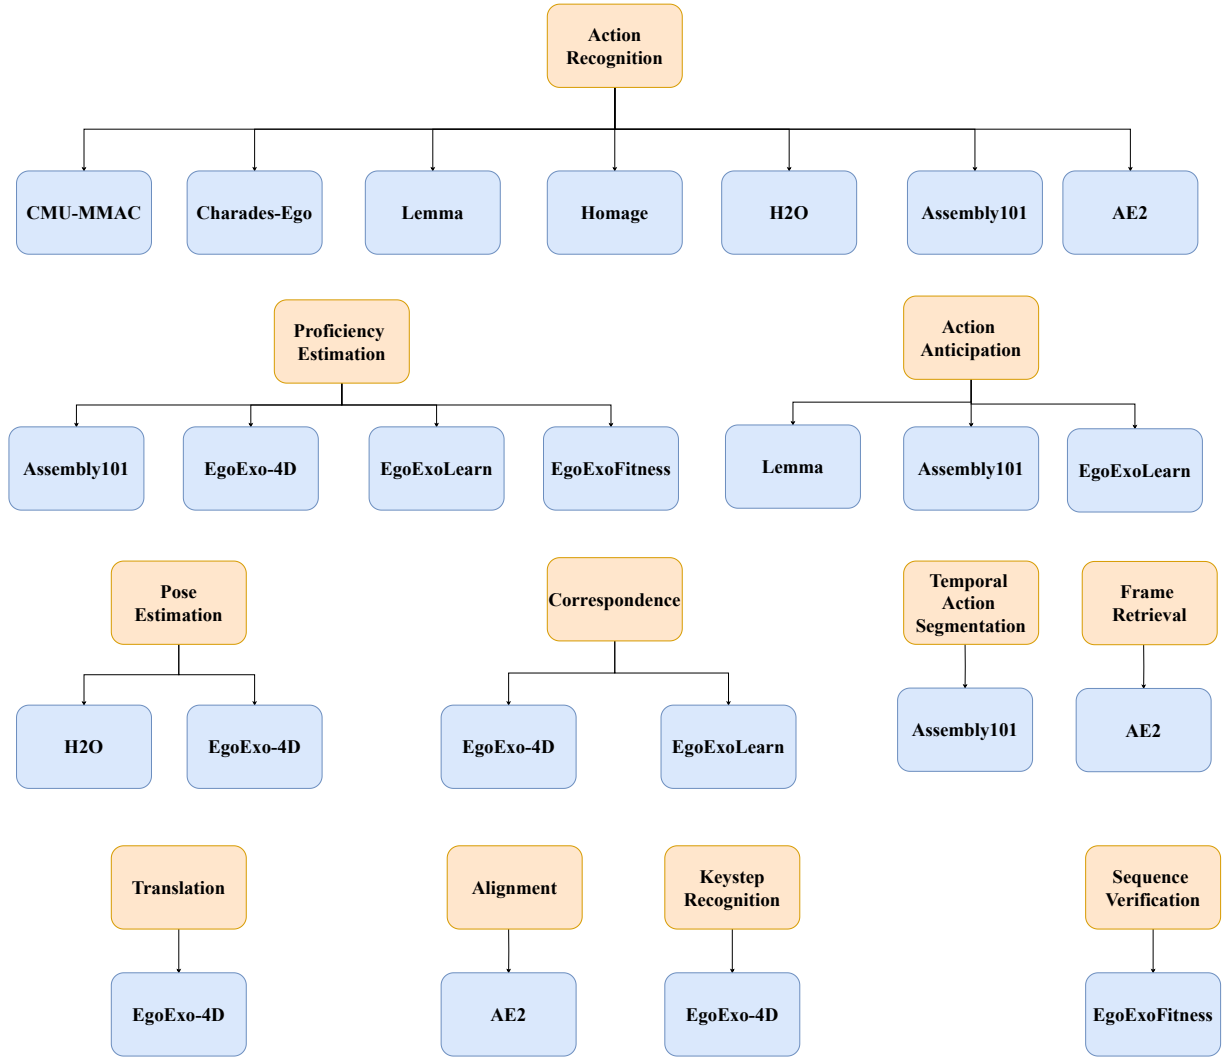 Action
Recognition
CMU-MMAC
Charades-Ego
Lemma
Homage
H2O
Assembly101
AE2
Proficiency
Estimation
Action
Anticipation
Assembly101
EgoExo-4D
EgoExoLearn
EgoExoFitness
Lemma
Assembly101
EgoExoLearn
Pose
Estimation
Correspondence
Temporal
Action
Segmentation
Frame
Retrieval
H2O
EgoExo-4D
EgoExo-4D
EgoExoLearn
Assembly101
AE2
Translation
Alignment
Keystep
Recognition
Sequence
Verification
EgoExo-4D
AE2
EgoExo-4D
EgoExoFitness